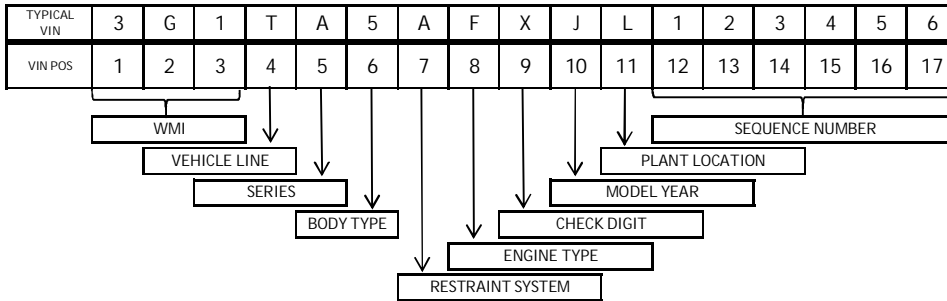 TYPICAL VIN 3 G 1 T A 5 A F X J L 1 2 3 4 5 6
VIN POS 1 2 3 4 5 6 7 8 9 10 11 12 13 14 15 16 17
WMI SEQUENCE NUMBER
VEHICLE LINE PLANT LOCATION
SERIES MODEL YEAR
BODY TYPE CHECK DIGIT
ENGINE TYPE
RESTRAINT SYSTEM